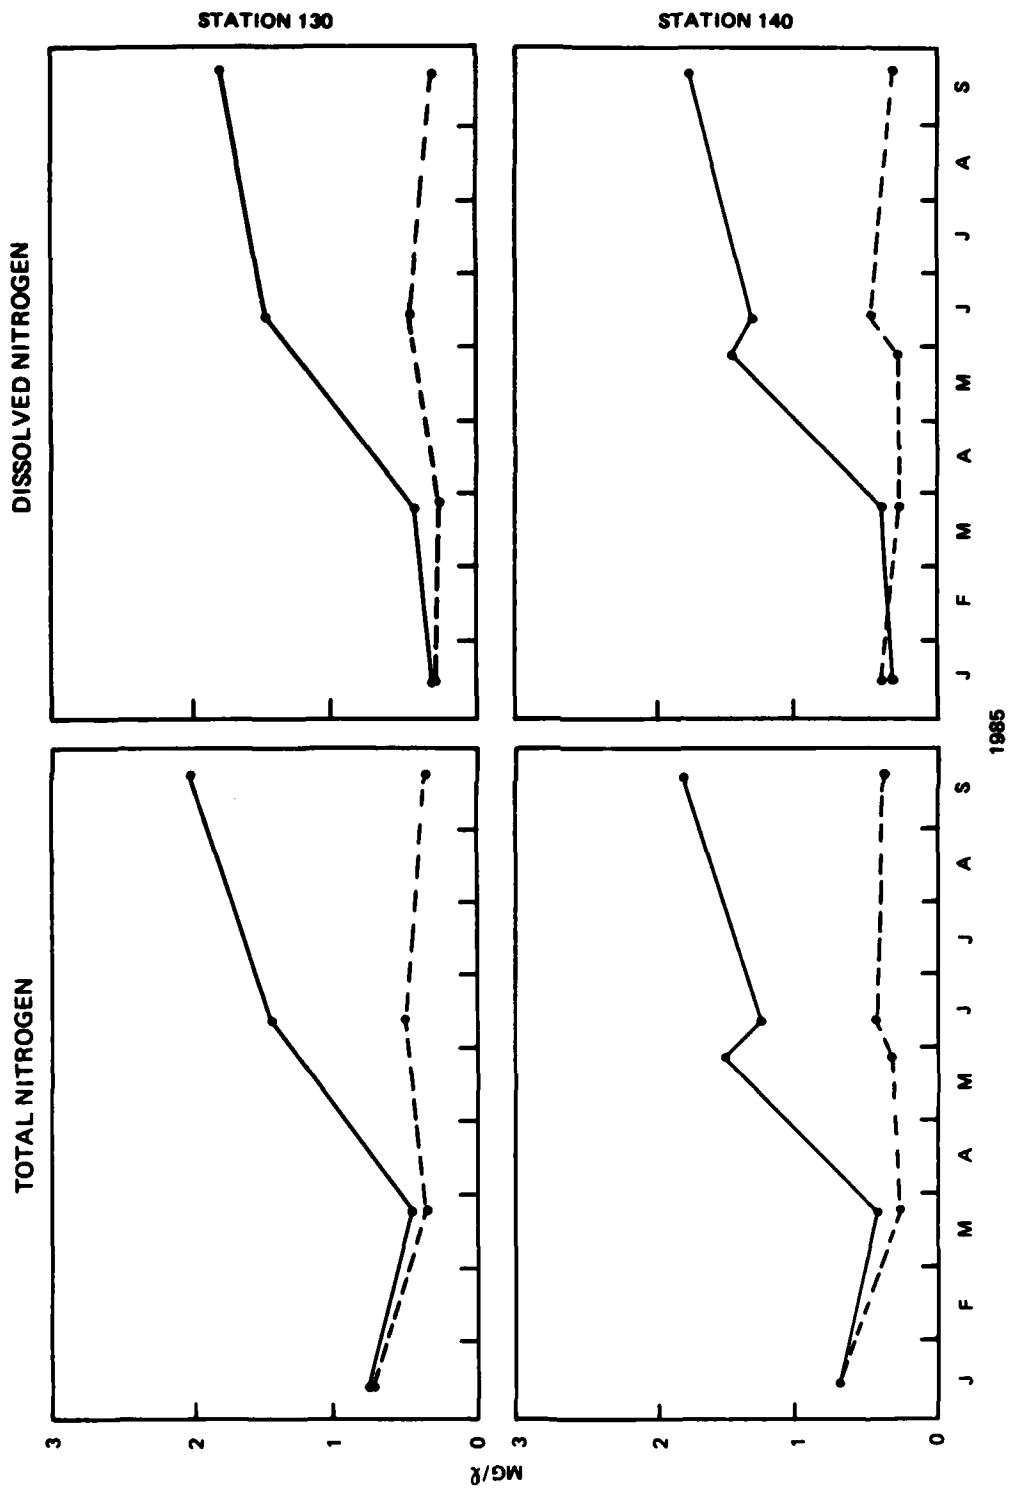 TOTAL NITROGEN
DISSOLVED NITROGEN
3
2
1
0
MG/ℓ
STATION 130
3
2
1
0
STATION 140
J F M A M J J A S
J F M A M J J A S
1985